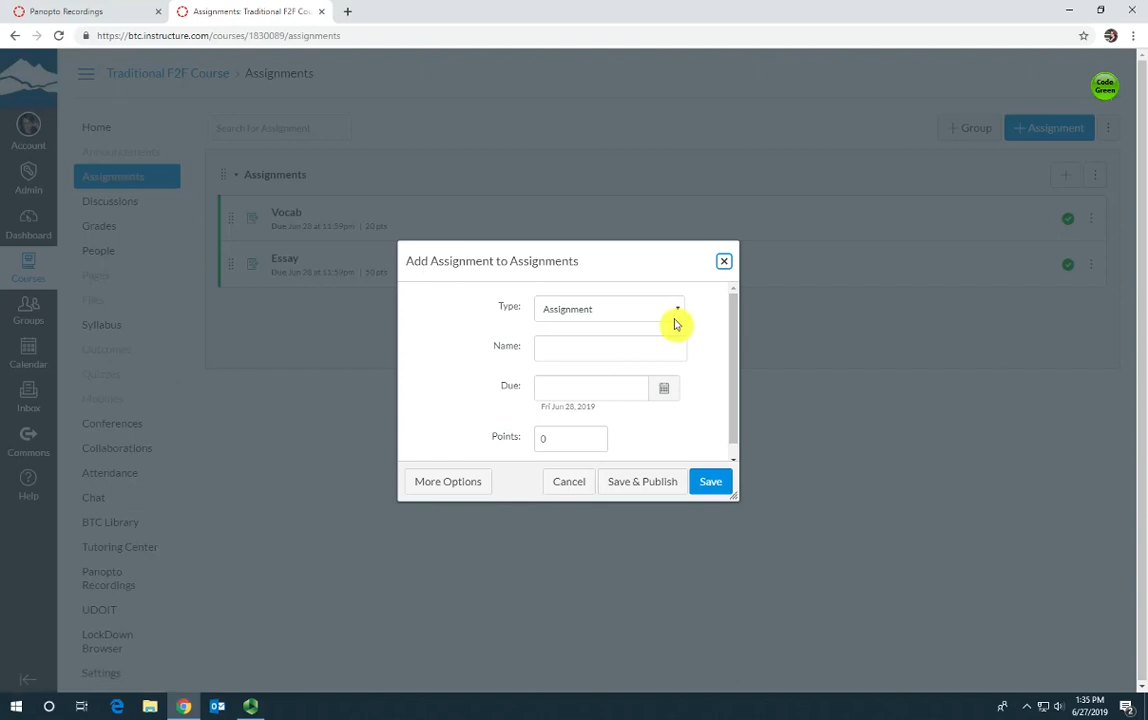 Panopto Recordings
Assignments: Traditional F2F Cou
https://btc.instructure.com/courses/1830089/assignments
Traditional F2F Course › Assignments
Code Green
Account
Admin
Dashboard
Courses
Groups
Calendar
Inbox
Commons
Help
Home
Announcements
Assignments
Discussions
Grades
People
Pages
Files
Syllabus
Outcomes
Quizzes
Modules
Conferences
Collaborations
Attendance
Chat
BTC Library
Tutoring Center
Panopto
Recordings
UDOIT
LockDown
Browser
Settings
Search for Assignment
+ Group
+ Assignment
Assignments
Vocab
Due Jun 20 at 11:59pm | 20 pts
Essay
Due Jun 28 at 11:59pm | 50 pts
Add Assignment to Assignments
Type: Assignment
Name:
Due:
Fri Jun 28, 2019
Points: 0
More Options
Cancel
Save & Publish
Save
1:35 PM
6/27/2019
2